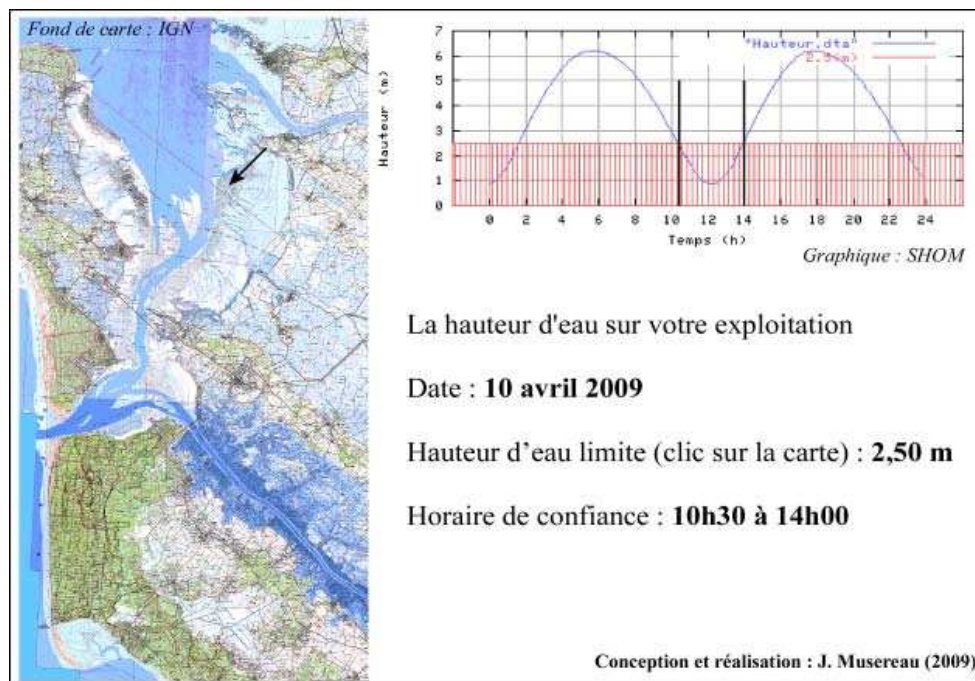 Fond de carte : IGN
Hauteur (m)
7
6
5
4
3
2
1
0
"Hauteur.dta"
2.5(m)
0 2 4 6 8 10 12 14 16 18 20 22 24
Temps (h)
Graphique : SHOM
La hauteur d'eau sur votre exploitation
Date : 10 avril 2009
Hauteur d’eau limite (clic sur la carte) : 2,50 m
Horaire de confiance : 10h30 à 14h00
Conception et réalisation : J. Musereau (2009)